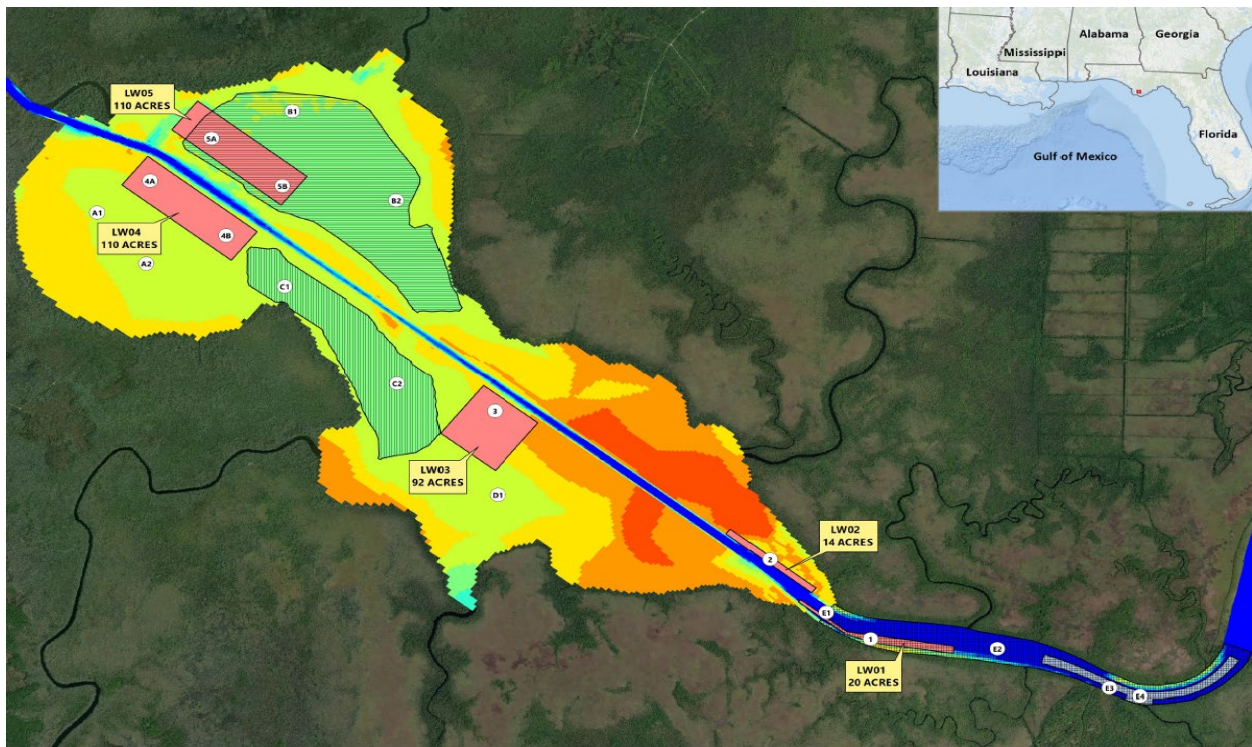 Alabama
Georgia
Mississippi
Louisiana
Florida
Gulf of Mexico
LW05
110 ACRES
B1
5A
5B
B2
4A
A1
LW04
110 ACRES
4B
A2
C1
C2
3
LW03
92 ACRES
D1
LW02
14 ACRES
2
E1
1
E2
LW01
20 ACRES
E3
E4